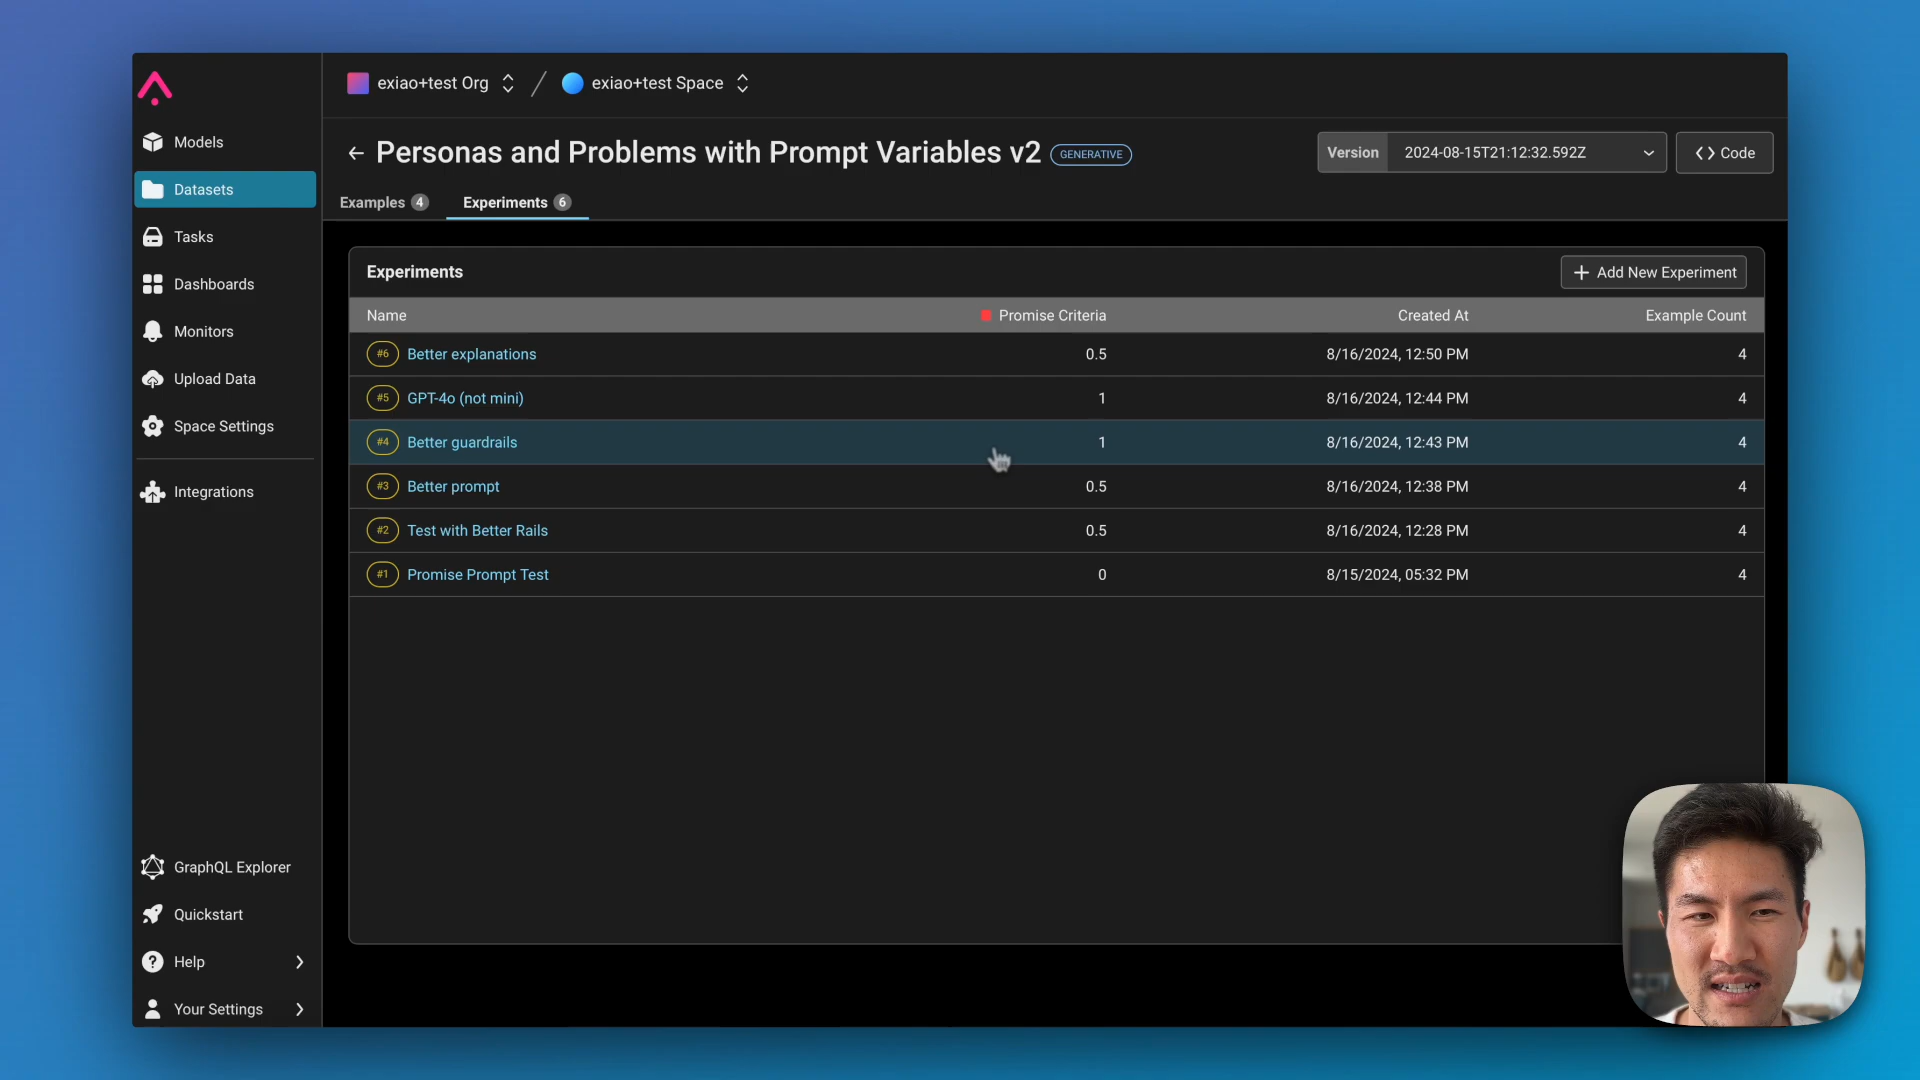 exiao+test Org / exiao+test Space
Models
Datasets
Tasks
Dashboards
Monitors
Upload Data
Space Settings
Integrations
GraphQL Explorer
Quickstart
Help
Your Settings
Personas and Problems with Prompt Variables v2 GENERATIVE
Version 2024-08-15T21:12:32.592Z
Code
Examples 4 Experiments 6
Experiments
Add New Experiment
Name Promise Criteria Created At Example Count
#6 Better explanations 0.5 8/16/2024, 12:50 PM 4
#5 GPT-4o (not mini) 1 8/16/2024, 12:44 PM 4
#4 Better guardrails 1 8/16/2024, 12:43 PM 4
#3 Better prompt 0.5 8/16/2024, 12:38 PM 4
#2 Test with Better Rails 0.5 8/16/2024, 12:28 PM 4
#1 Promise Prompt Test 0 8/15/2024, 05:32 PM 4